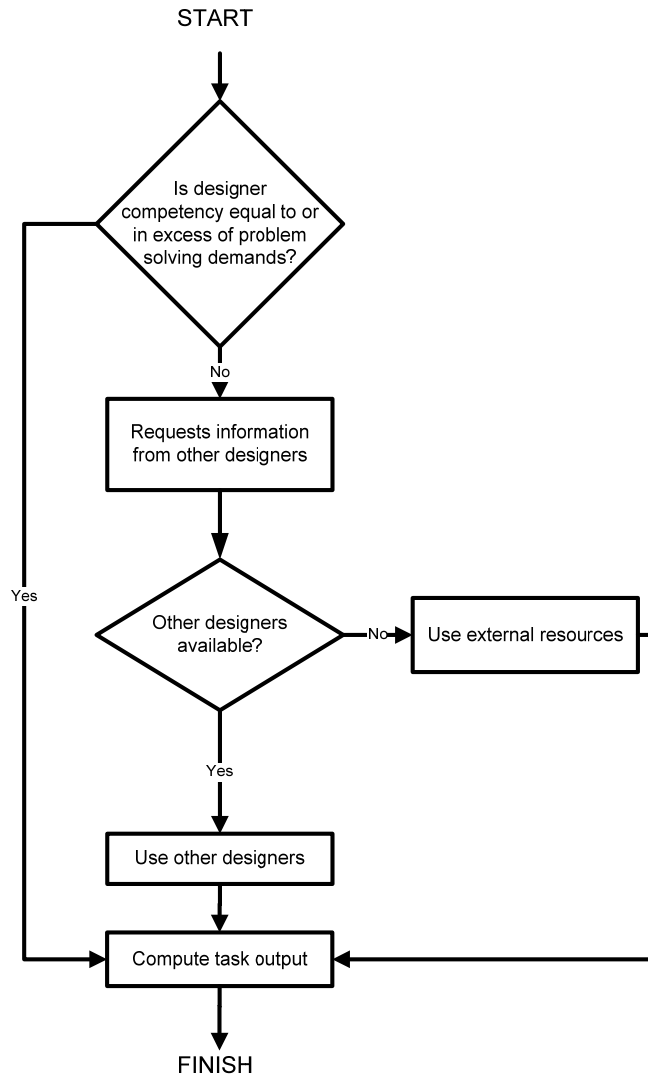 START
Is designer
competency equal to or
in excess of problem
solving demands?
No
Requests information
from other designers
Yes
Other designers
available?
No
Use external resources
Yes
Use other designers
Compute task output
FINISH